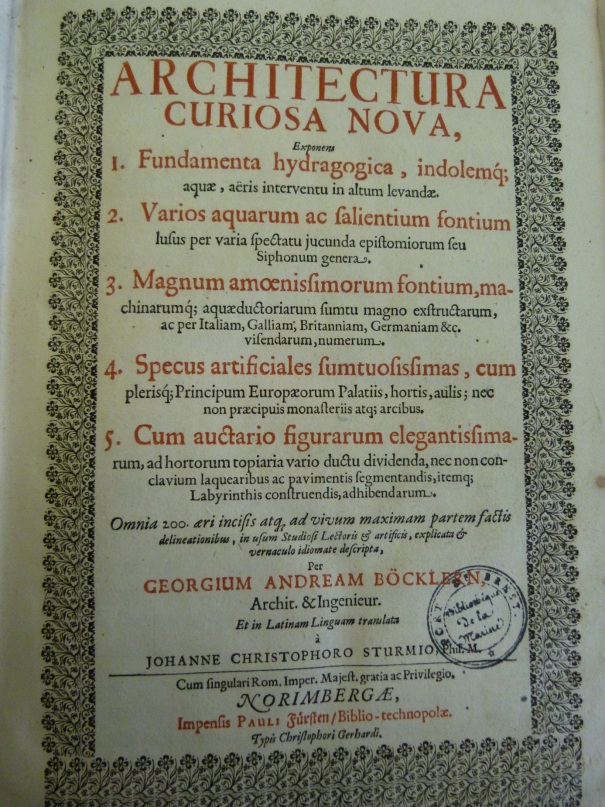 ARCHITECTURA
CURIOSA NOVA,
Exponens
1. Fundamenta hydragogica, indolemq́;
aquæ, aëris interventu in altum levandæ.
2. Varios aquarum ac salientium fontium
lusus per varia spectatu jucunda epistomiorum seu
Siphonum genera.
3. Magnum amœnissimorum fontium, ma-
chinarumq́; aquæductoriarum sumtu magno exstructarum,
ac per Italiam, Galliam, Britanniam, Germaniam &c.
visendarum, numerum.
4. Specus artificiales sumtuosissimas, cum
plerisq́; Principum Europæorum Palatiis, hortis, aulis; nec
non præcipuis monasteriis atq; arcibus.
5. Cum auctario figurarum elegantissima-
rum, ad hortorum topiaria vario ductu dividenda, nec non con-
clavium laquearibus ac pavimentis segmentandis, itemq;
Labyrinthis construendis, adhibendarum.
Omnia 200. æri incisis atq, ad vivum maximam partem factis
delineationibus, in usum Studiosi Lectoris & artificis, explicata &
vernaculo idiomate descripta,
Per
GEORGIUM ANDREAM BÖCKLERN,
Archit. & Ingenieur.
Et in Latinam Linguam translata
à
JOHANNE CHRISTOPHORO STURMIO, Phil. M.
Cum singulari Rom. Imper. Majest. gratia ac Privilegio.
NORIMBERGÆ,
Impensis PAULI Fürsten/Biblio-technopolæ.
Typis Christophori Gerhardi.
Bibliothèque
de la
Marine